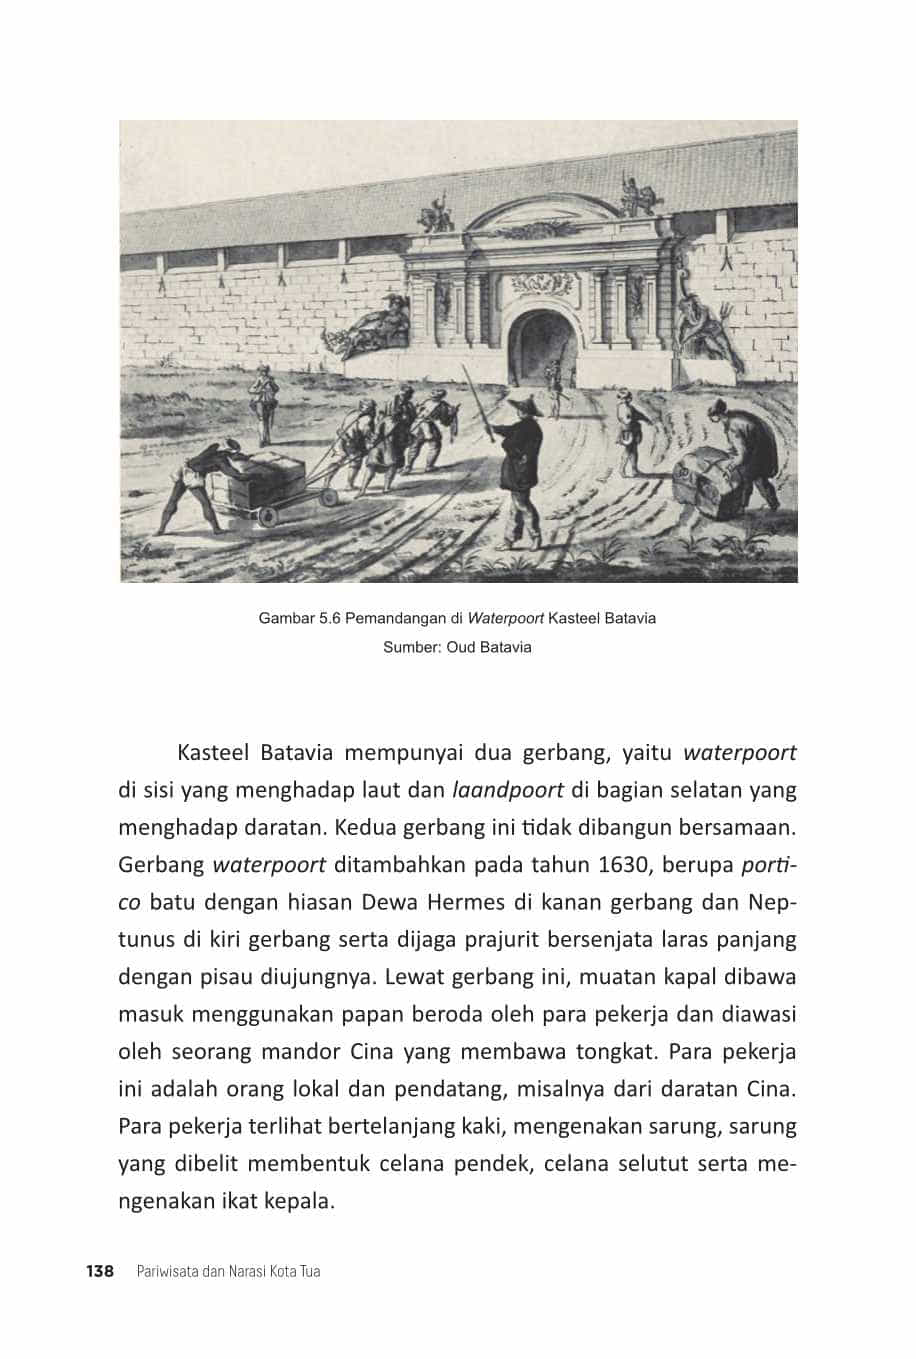 Gambar 5.6 Pemandangan di Waterpoort Kasteel Batavia
Sumber: Oud Batavia
Kasteel Batavia mempunyai dua gerbang, yaitu waterpoort
di sisi yang menghadap laut dan laandpoort di bagian selatan yang
menghadap daratan. Kedua gerbang ini tidak dibangun bersamaan.
Gerbang waterpoort ditambahkan pada tahun 1630, berupa porti-
co batu dengan hiasan Dewa Hermes di kanan gerbang dan Nep-
tunus di kiri gerbang serta dijaga prajurit bersenjata laras panjang
dengan pisau diujungnya. Lewat gerbang ini, muatan kapal dibawa
masuk menggunakan papan beroda oleh para pekerja dan diawasi
oleh seorang mandor Cina yang membawa tongkat. Para pekerja
ini adalah orang lokal dan pendatang, misalnya dari daratan Cina.
Para pekerja terlihat bertelanjang kaki, mengenakan sarung, sarung
yang dibelit membentuk celana pendek, celana selutut serta me-
ngenakan ikat kepala.
138 Pariwisata dan Narasi Kota Tua